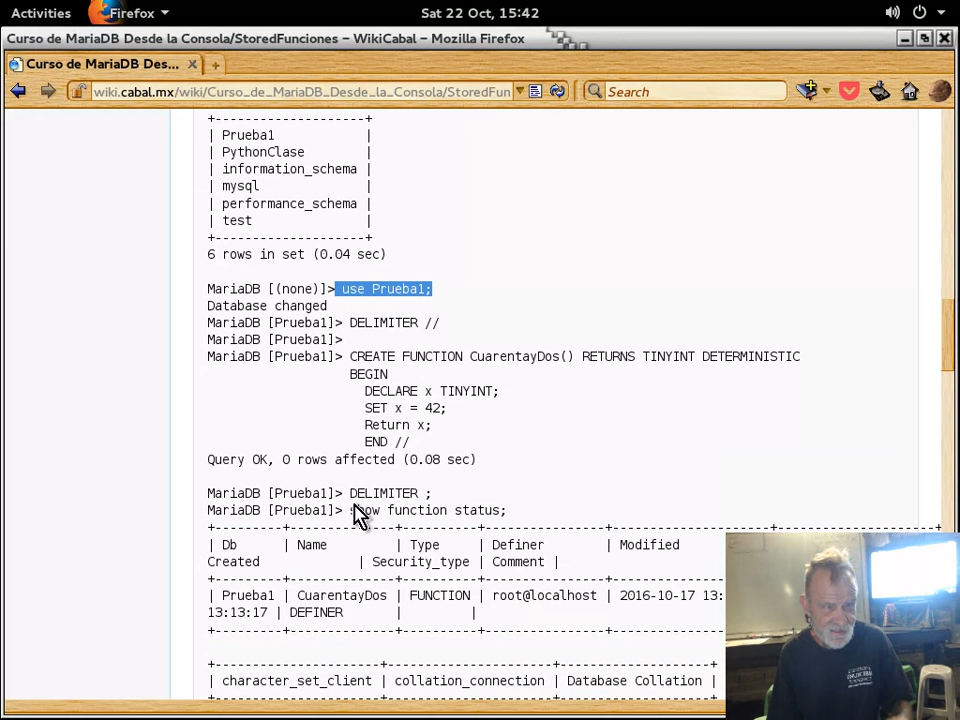 Activities Firefox Sat 22 Oct, 15:42
Curso de MariaDB Desde la Consola/StoredFunciones – WikiCabal – Mozilla Firefox
Curso de MariaDB Des...
wiki.cabal.mx/wiki/Curso_de_MariaDB_Desde_la_Consola/StoredFun Search
+--------------------+
| Prueba1 |
| PythonClase |
| information_schema |
| mysql |
| performance_schema |
| test |
+--------------------+
6 rows in set (0.04 sec)
MariaDB [(none)]> use Prueba1;
Database changed
MariaDB [Prueba1]> DELIMITER //
MariaDB [Prueba1]>
MariaDB [Prueba1]> CREATE FUNCTION CuarentayDos() RETURNS TINYINT DETERMINISTIC
BEGIN
DECLARE x TINYINT;
SET x = 42;
Return x;
END //
Query OK, 0 rows affected (0.08 sec)
MariaDB [Prueba1]> DELIMITER ;
MariaDB [Prueba1]> show function status;
+---------+--------------+----------+----------------+---------------------+---------------------+
| Db | Name | Type | Definer | Modified
Created | Security_type | Comment |
+---------+--------------+----------+----------------+---------------
| Prueba1 | CuarentayDos | FUNCTION | root@localhost | 2016-10-17 13:
13:13:17 | DEFINER | |
+---------+--------------+----------+----------------+---------------
+----------------------+----------------------+--------------------+
| character_set_client | collation_connection | Database Collation |
+----------------------+----------------------+--------------------+